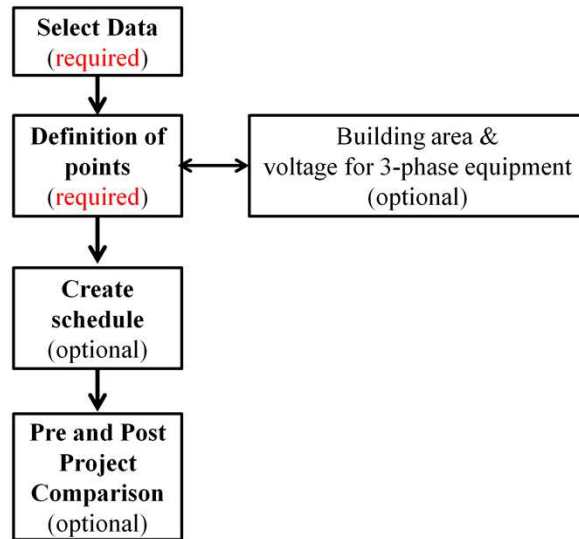 Select Data
(required)
Definition of
points
(required)
Building area &
voltage for 3-phase equipment
(optional)
Create
schedule
(optional)
Pre and Post
Project
Comparison
(optional)